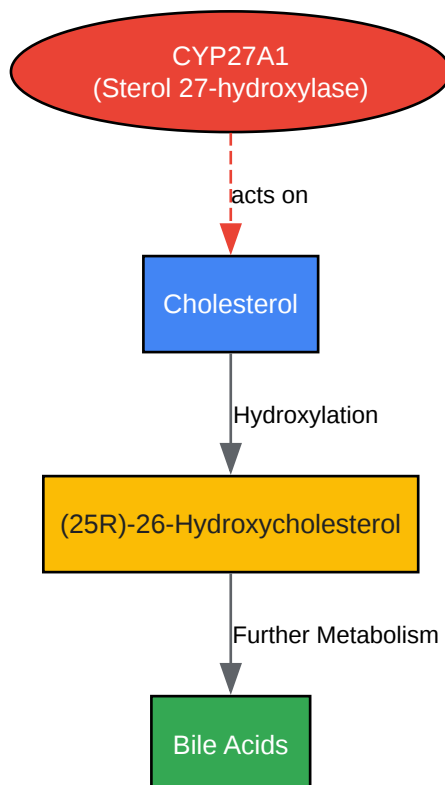 CYP27A1
(Sterol 27-hydroxylase)
acts on
Cholesterol
Hydroxylation
(25R)-26-Hydroxycholesterol
Further Metabolism
Bile Acids